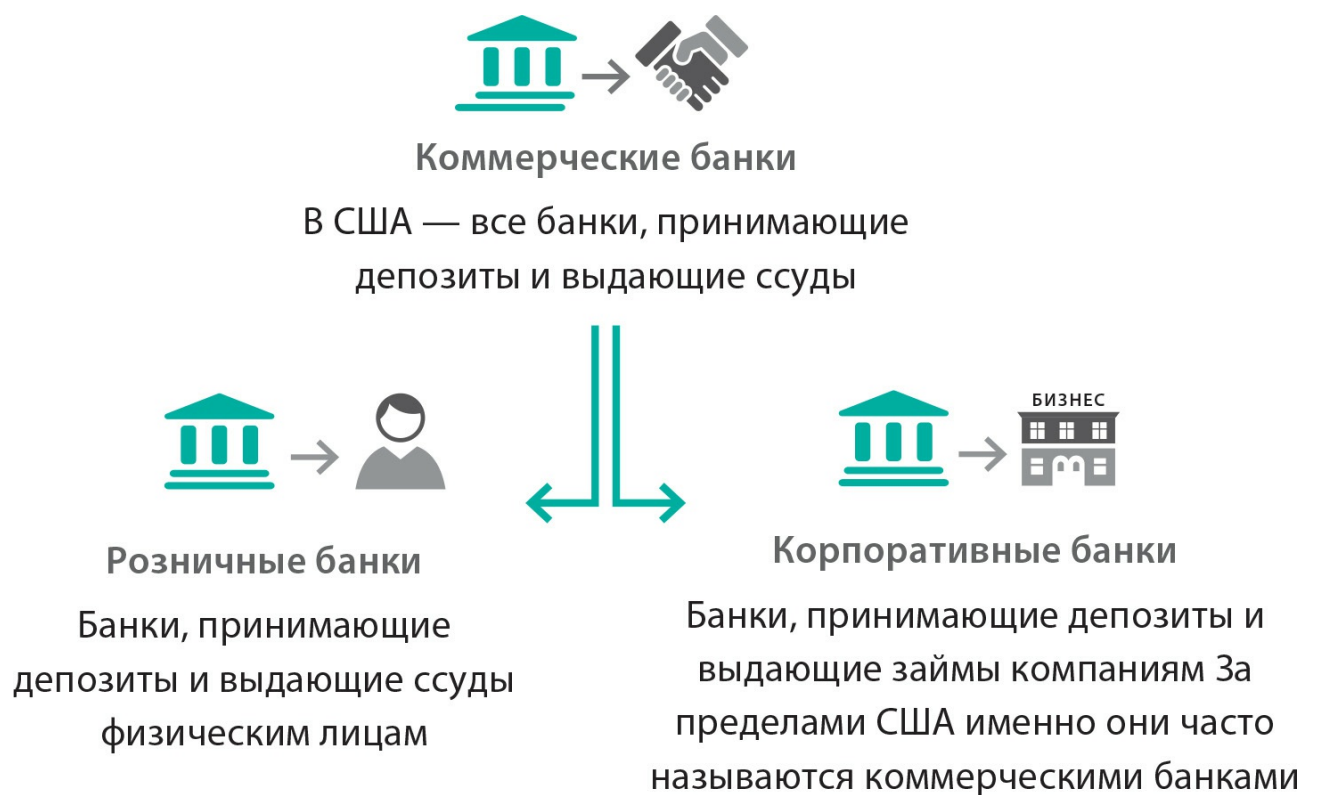 Коммерческие банки
В США — все банки, принимающие
депозиты и выдающие ссуды
Розничные банки
Банки, принимающие
депозиты и выдающие ссуды
физическим лицам
БИЗНЕС
Корпоративные банки
Банки, принимающие депозиты и
выдающие займы компаниям За
пределами США именно они часто
называются коммерческими банками